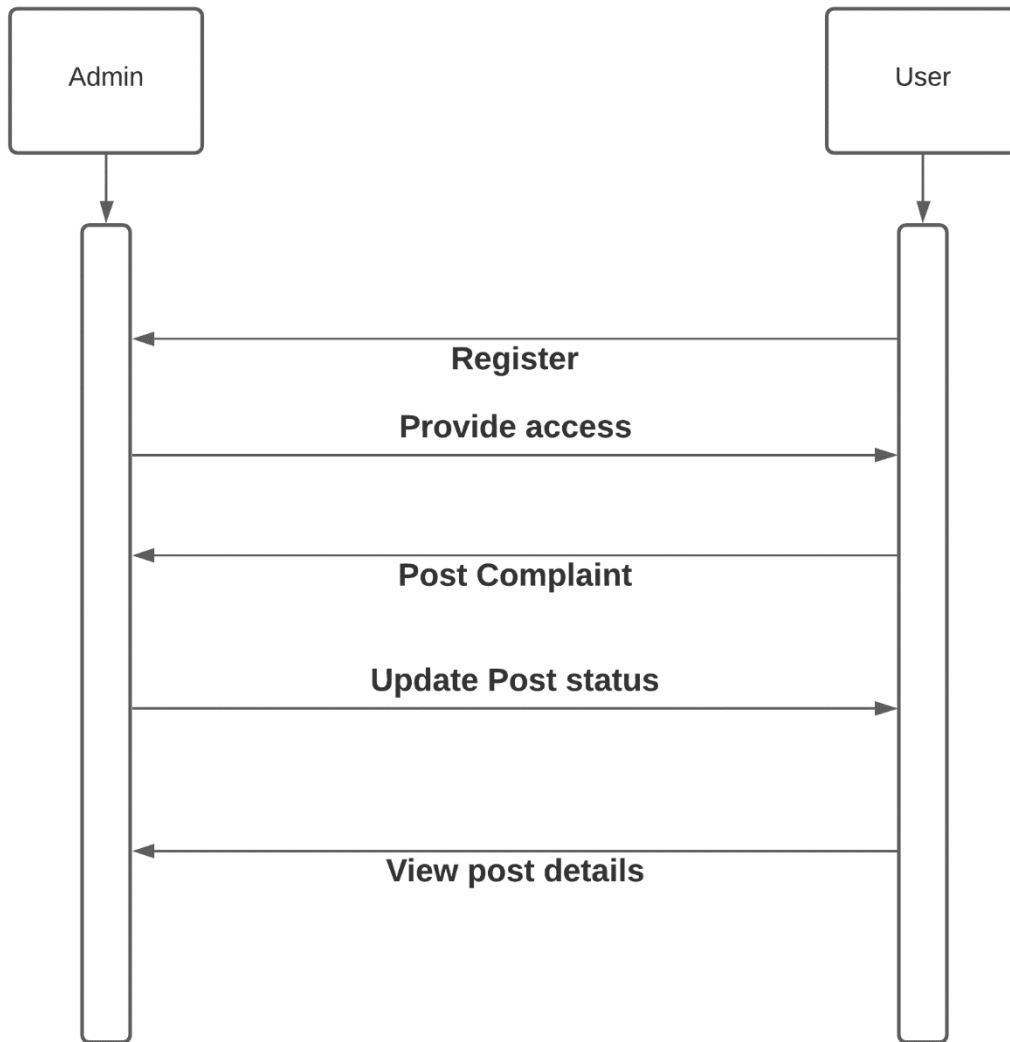 Admin
User
Register
Provide access
Post Complaint
Update Post status
View post details